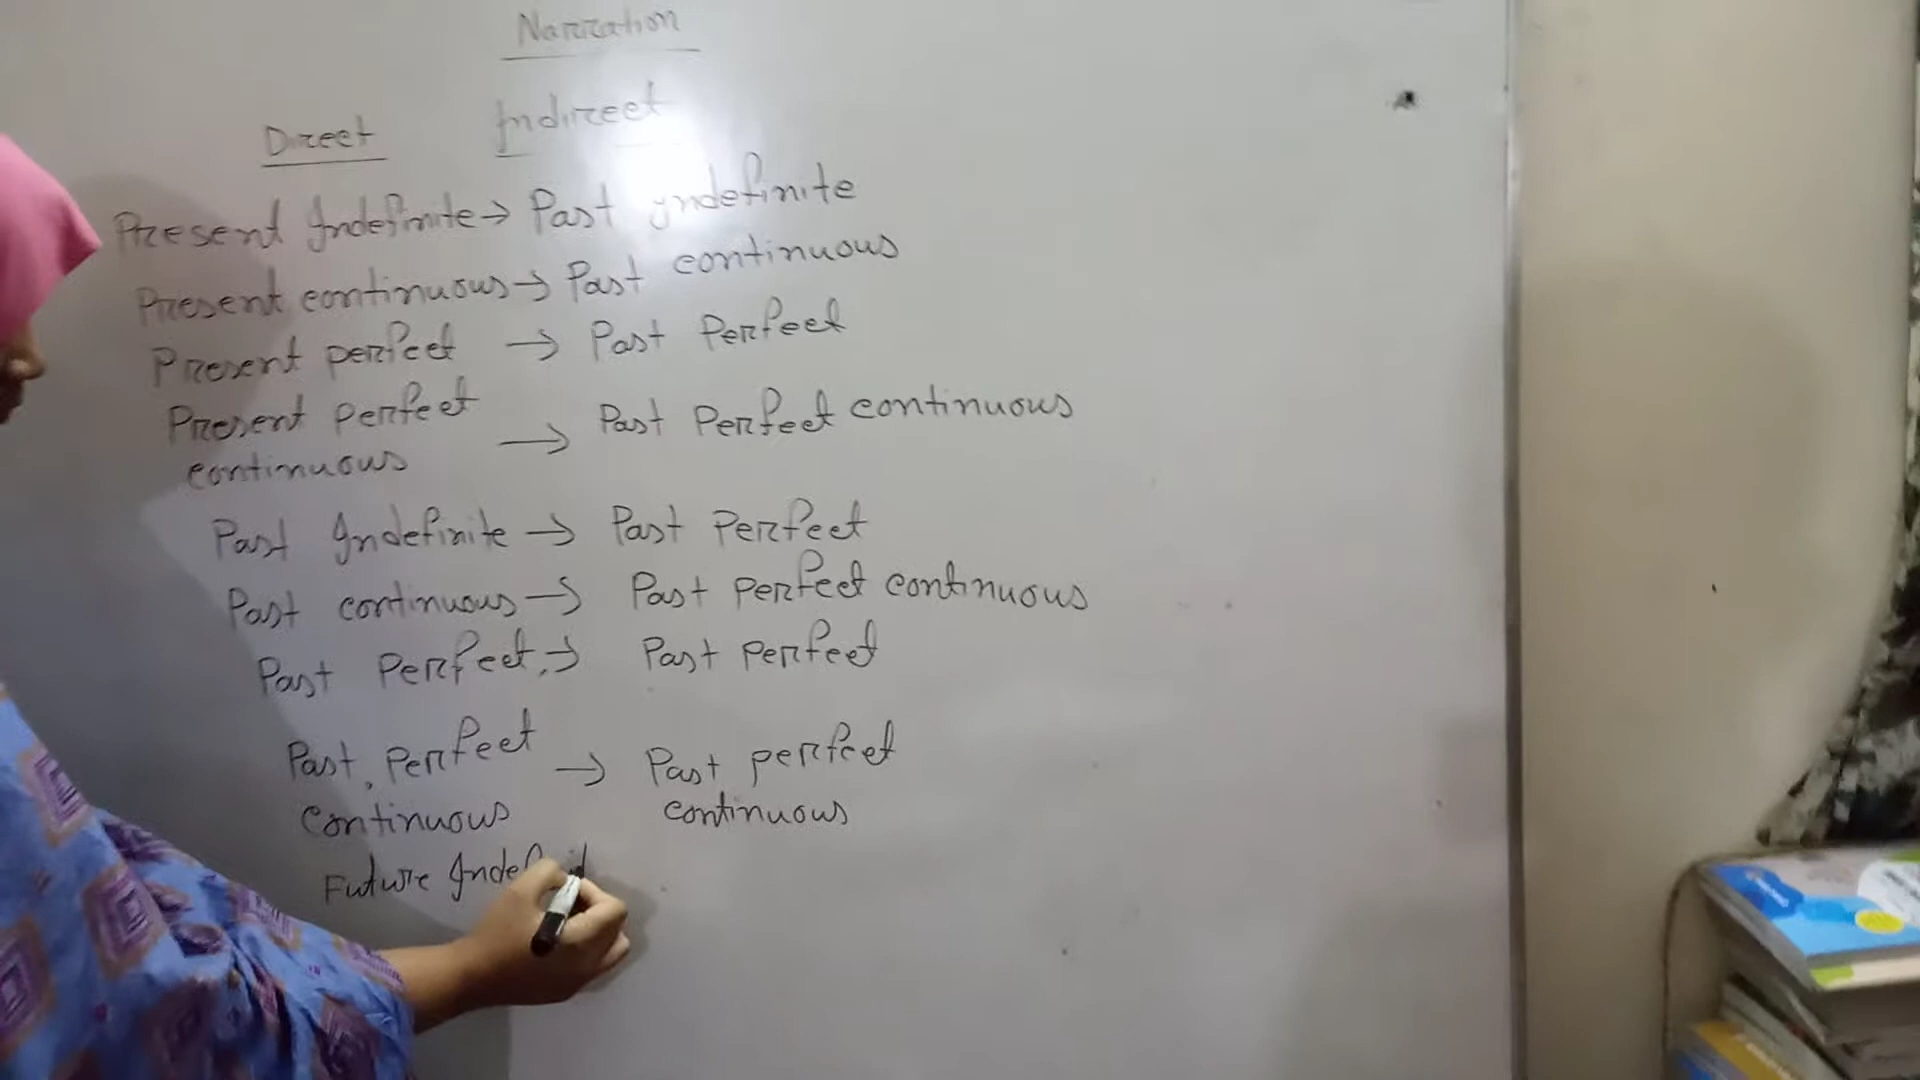 Narration
Direct Indirect
Present Indefinite → Past Indefinite
Present continuous → Past continuous
Present perfect → Past Perfect
Present perfect → Past Perfect continuous
continuous
Past Indefinite → Past Perfect
Past continuous → Past perfect continuous
Past Perfect → Past perfect
Past Perfect → Past perfect
continuous continuous
Future